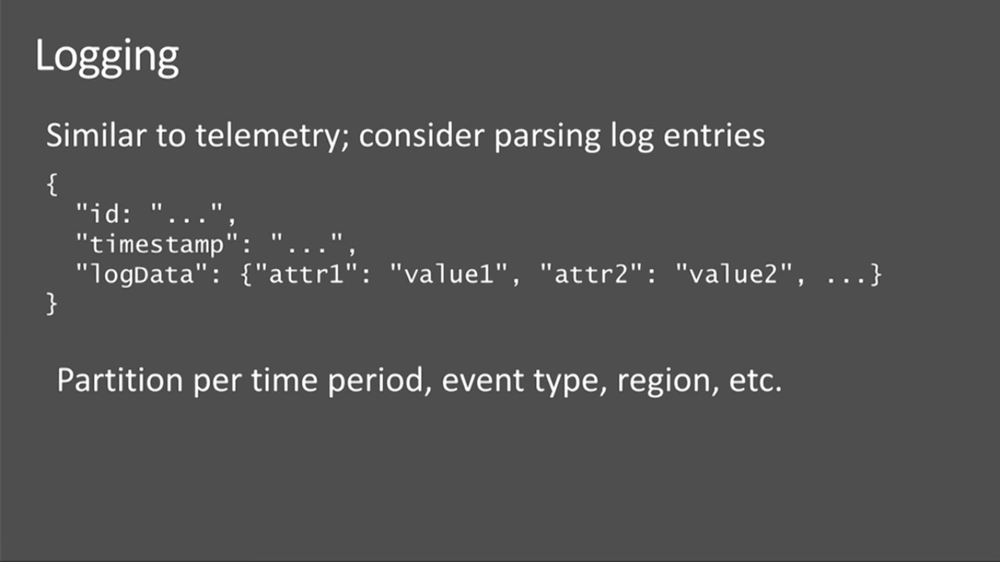 Logging
Similar to telemetry; consider parsing log entries
{
"id: "...",
"timestamp": "...",
"logData": {"attr1": "value1", "attr2": "value2", ...}
}
Partition per time period, event type, region, etc.